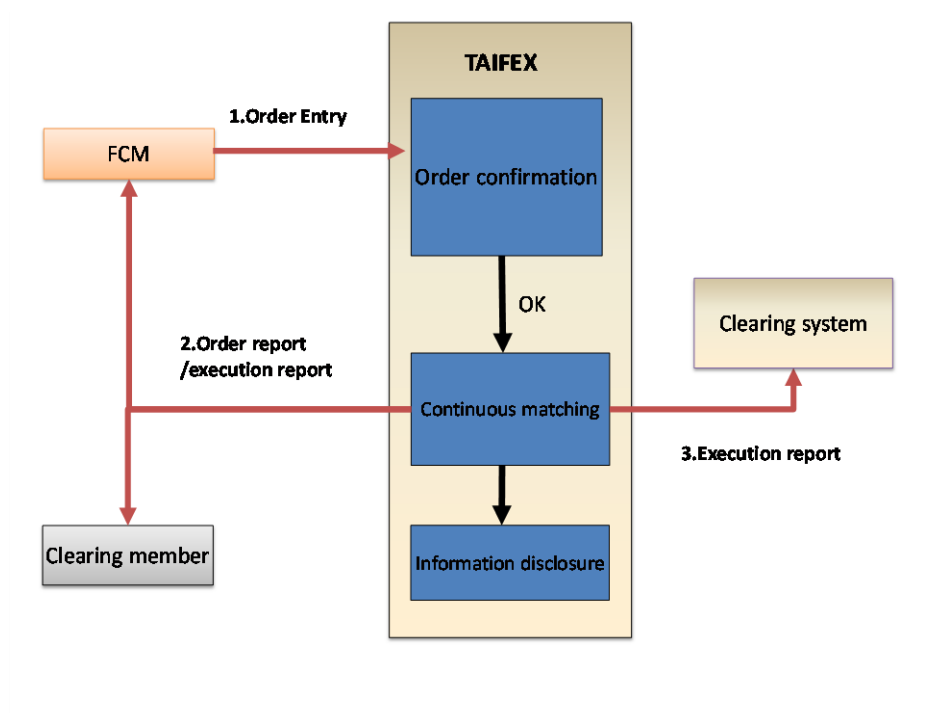 TAIFEX
1.Order Entry
FCM
Order confirmation
OK
Clearing system
2.Order report
/execution report
Continuous matching
3.Execution report
Clearing member
Information disclosure